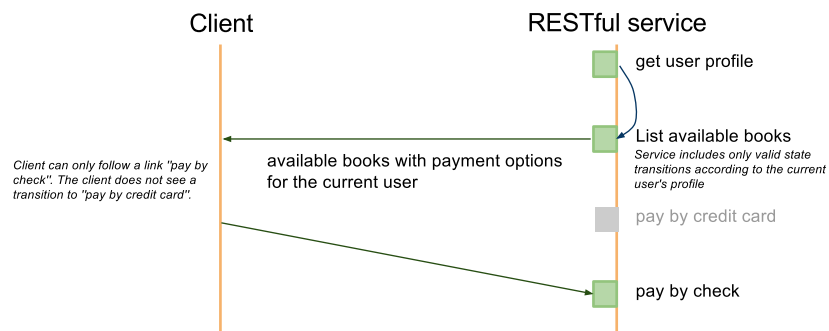 Client
RESTful service
get user profile
List available books
Service includes only valid state
transitions according to the current
user's profile
available books with payment options
for the current user
Client can only follow a link "pay by
check". The client does not see a
transition to "pay by credit card".
pay by credit card
pay by check